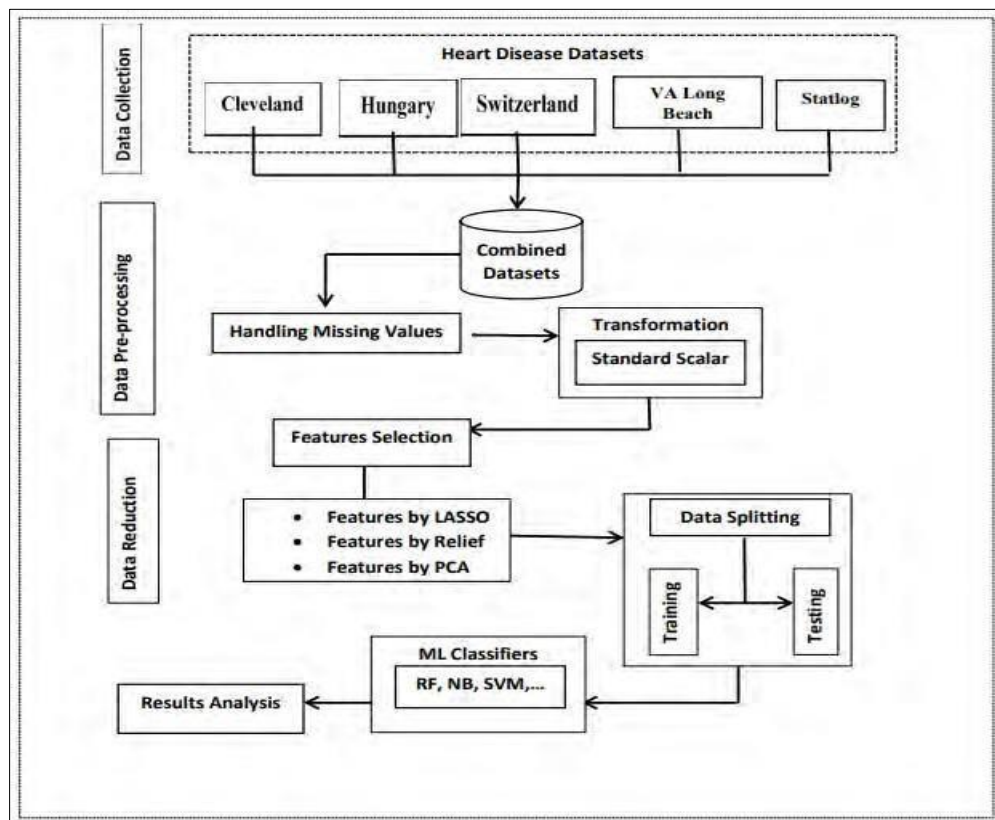 Data Collection
Heart Disease Datasets
Cleveland
Hungary
Switzerland
VA Long
Beach
Statlog
Data Pre-processing
Combined
Datasets
Handling Missing Values
Transformation
Standard Scalar
Data Reduction
Features Selection
• Features by LASSO
• Features by Relief
• Features by PCA
Data Splitting
Training
Testing
ML Classifiers
RF, NB, SVM,...
Results Analysis